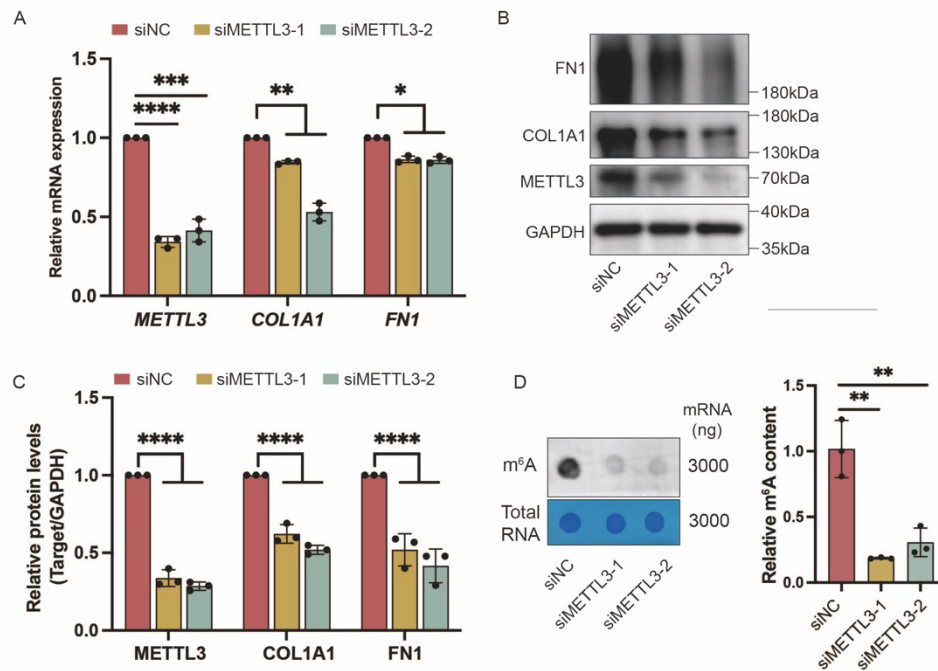 A
siNC siMETTL3-1 siMETTL3-2
Relative mRNA expression
1.5
1.0
0.5
0.0
****
***
**
*
METTL3 COL1A1 FN1
B
FN1
180kDa
180kDa
COL1A1
130kDa
METTL3
70kDa
40kDa
GAPDH
35kDa
siNC siMETTL3-1 siMETTL3-2
C
siNC siMETTL3-1 siMETTL3-2
Relative protein levels
(Target/GAPDH)
1.5
1.0
0.5
0.0
**** **** ****
METTL3 COL1A1 FN1
D
mRNA
(ng)
m⁶A 3000
Total
RNA
3000
siNC siMETTL3-1 siMETTL3-2
Relative m⁶A content
1.5
1.0
0.5
0.0
**
**
siNC siMETTL3-1 siMETTL3-2